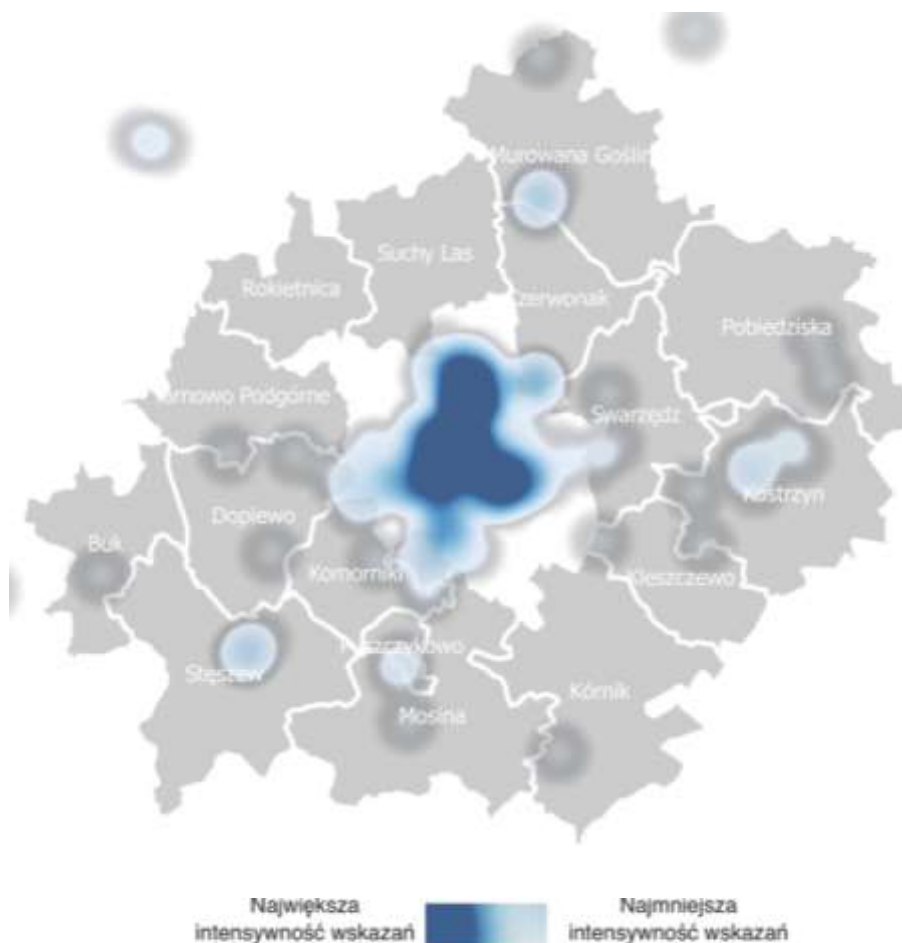 Murowana Goślin
Suchy Las
Rokietnica
Czerwonak
Pobiedziska
arnowo Podgórne
Swarzędz
Kostrzyn
Dopiewo
Buk
Komorniki
Kleszczewo
Puszczykowo
Stęszew
Kórnik
Mosina
Największa
intensywność wskazań
Najmniejsza
intensywność wskazań